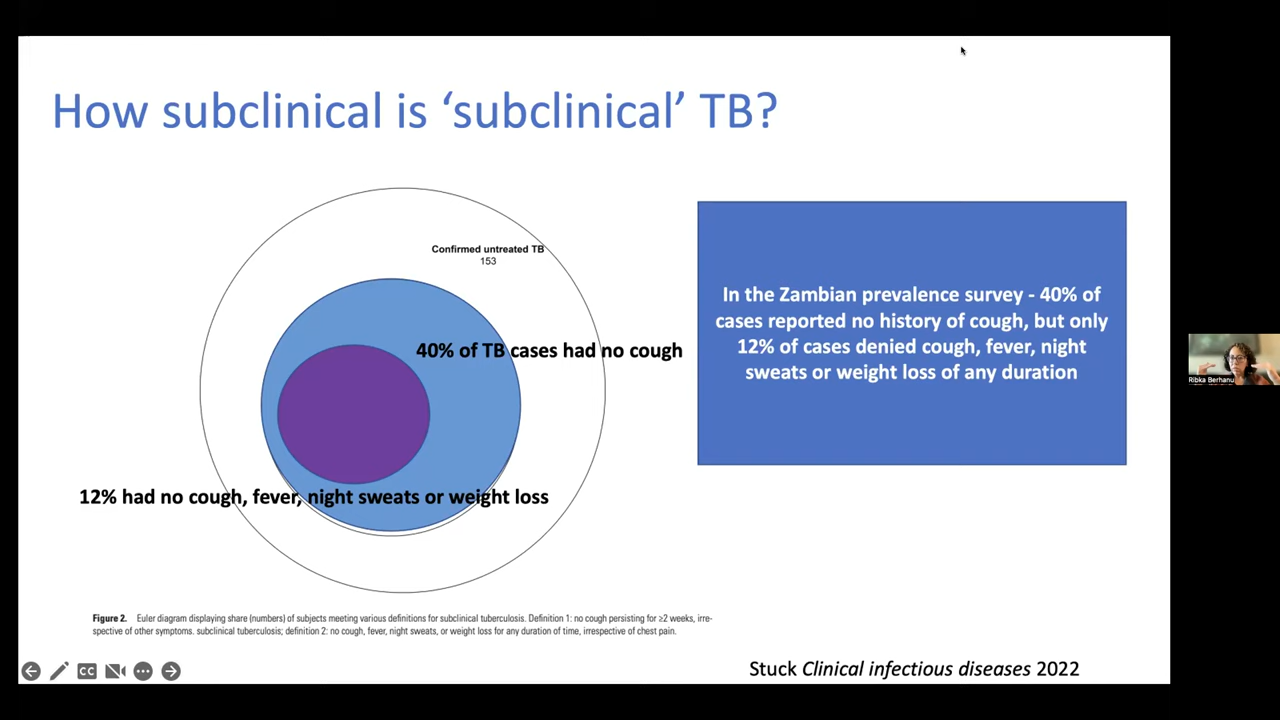 How subclinical is ‘subclinical’ TB?
Confirmed untreated TB
153
40% of TB cases had no cough
12% had no cough, fever, night sweats or weight loss
In the Zambian prevalence survey - 40% of
cases reported no history of cough, but only
12% of cases denied cough, fever, night
sweats or weight loss of any duration
Ribka Berhanu
Figure 2. Euler diagram displaying share (numbers) of subjects meeting various definitions for subclinical tuberculosis. Definition 1: no cough persisting for ≥2 weeks, irre-
spective of other symptoms. subclinical tuberculosis; definition 2: no cough, fever, night sweats, or weight loss for any duration of time, irrespective of chest pain.
CC
Stuck Clinical infectious diseases 2022